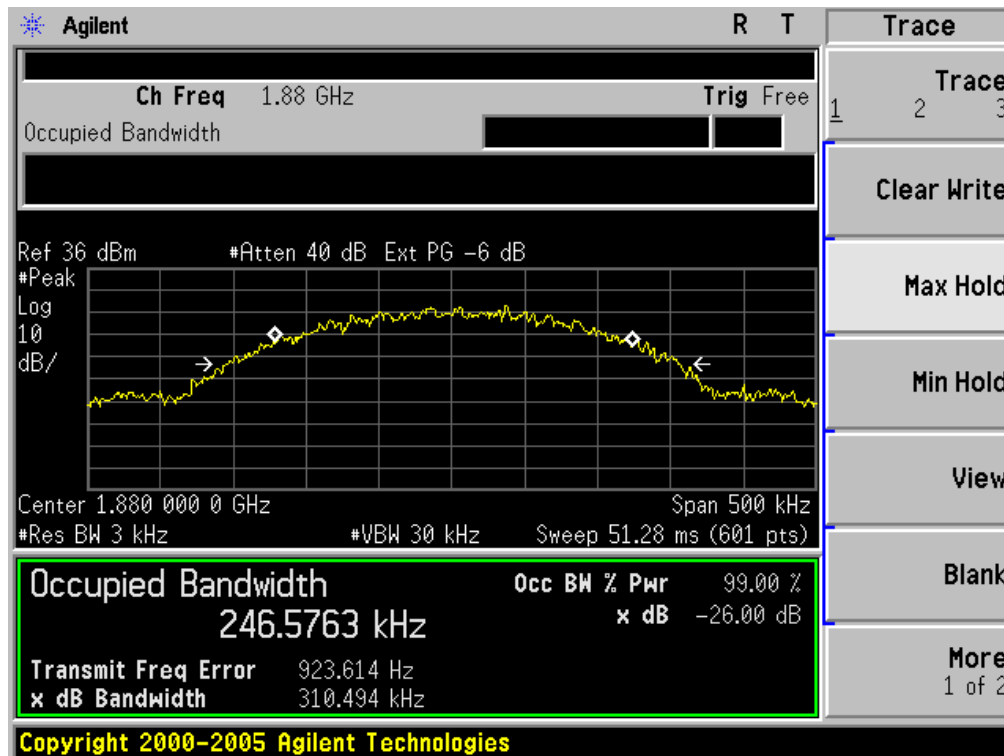 Agilent R T Trace
Trace
1 2 3
Ch Freq 1.88 GHz Trig Free
Occupied Bandwidth
Clear Write
Ref 36 dBm #Atten 40 dB Ext PG -6 dB
#Peak
Log
10
dB/
Max Hold
Min Hold
View
Center 1.880 000 0 GHz Span 500 kHz
#Res BW 3 kHz #VBW 30 kHz Sweep 51.28 ms (601 pts)
Occupied Bandwidth Occ BW % Pwr 99.00 %
246.5763 kHz x dB -26.00 dB
Blank
Transmit Freq Error 923.614 Hz
x dB Bandwidth 310.494 kHz
More
1 of 2
Copyright 2000-2005 Agilent Technologies